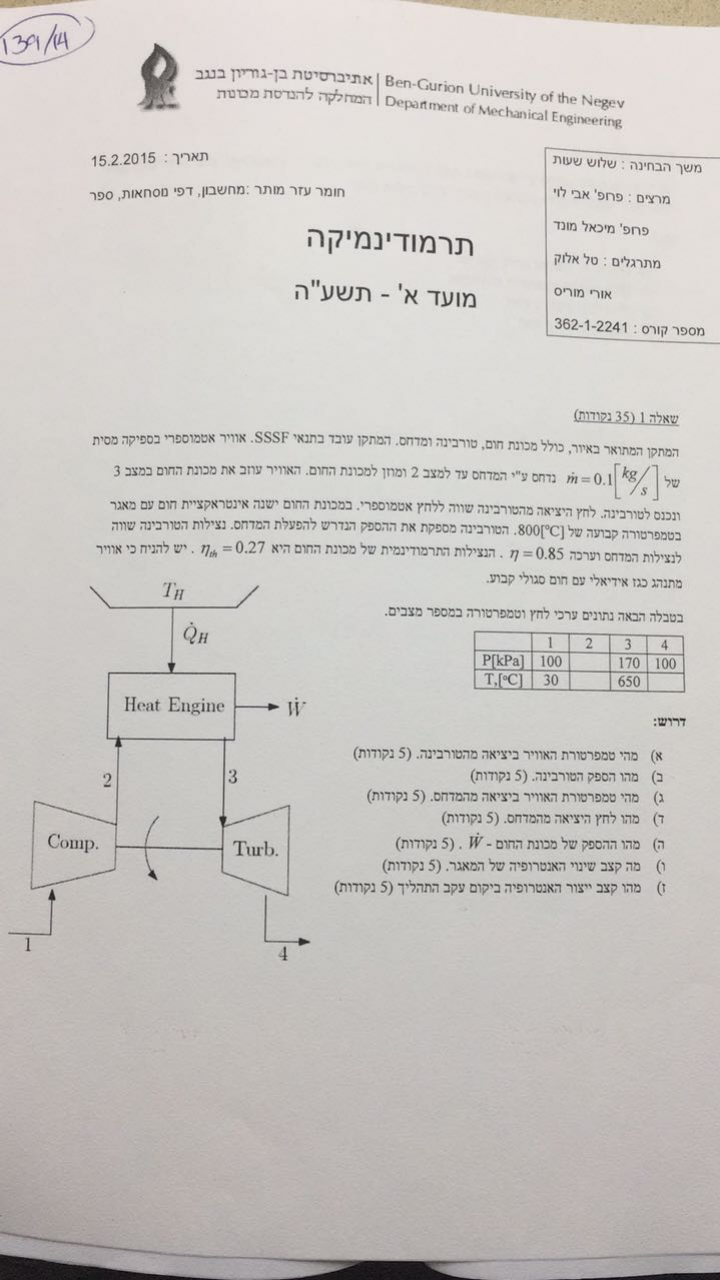 1391/14
אוניברסיטת בן-גוריון בנגב | Ben-Gurion University of the Negev
המחלקה להנדסת מכונות | Department of Mechanical Engineering
תאריך : 15.2.2015
חומר עזר מותר :מחשבון, דפי נוסחאות, ספר
משך הבחינה : שלוש שעות
מרצים : פרופ' אבי לוי
פרופ' מיכאל מונד
מתרגלים : טל אלוק
אורי מוריס
מספר קורס : 362-1-2241
תרמודינמיקה
מועד א' - תשע"ה
שאלה 1 (35 נקודות)
המתקן המתואר באיור, כולל מכונת חום, טורבינה ומדחס. המתקן עובד בתנאי SSSF. אוויר אטמוספרי בספיקה מסית
של ṁ = 0.1[kg/s] נדחס ע"י המדחס עד למצב 2 ומוזן למכונת החום. האוויר עוזב את מכונת החום במצב 3
ונכנס לטורבינה. לחץ היציאה מהטורבינה שווה ללחץ אטמוספרי. במכונת החום ישנה אינטראקציית חום עם מאגר
בטמפרטורה קבועה של 800[°C]. הטורבינה מספקת את ההספק הנדרש להפעלת המדחס. נצילות הטורבינה שווה
לנצילות המדחס וערכה η = 0.85 . הנצילות התרמודינמית של מכונת החום היא η_th = 0.27 . יש להניח כי אוויר
מתנהג כגז אידיאלי עם חום סגולי קבוע.
בטבלה הבאה נתונים ערכי לחץ וטמפרטורה במספר מצבים.
1 2 3 4
P[kPa] 100 170 100
T,[°C] 30 650
דרוש:
א) מהי טמפרטורת האוויר ביציאה מהטורבינה. (5 נקודות)
ב) מהו הספק הטורבינה. (5 נקודות)
ג) מהי טמפרטורת האוויר ביציאה מהמדחס. (5 נקודות)
ד) מהו לחץ היציאה מהמדחס. (5 נקודות)
ה) מהו ההספק של מכונת החום - Ẇ . (5 נקודות)
ו) מה קצב שינוי האנטרופיה של המאגר. (5 נקודות)
ז) מהו קצב ייצור האנטרופיה ביקום עקב התהליך (5 נקודות)
T_H
Q̇_H
Heat Engine
Ẇ
2
3
Comp.
Turb.
1
4